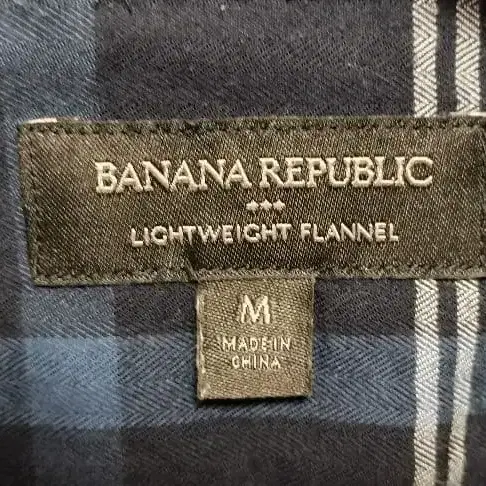 BANANA REPUBLIC
LIGHTWEIGHT FLANNEL
M
MADE IN
CHINA